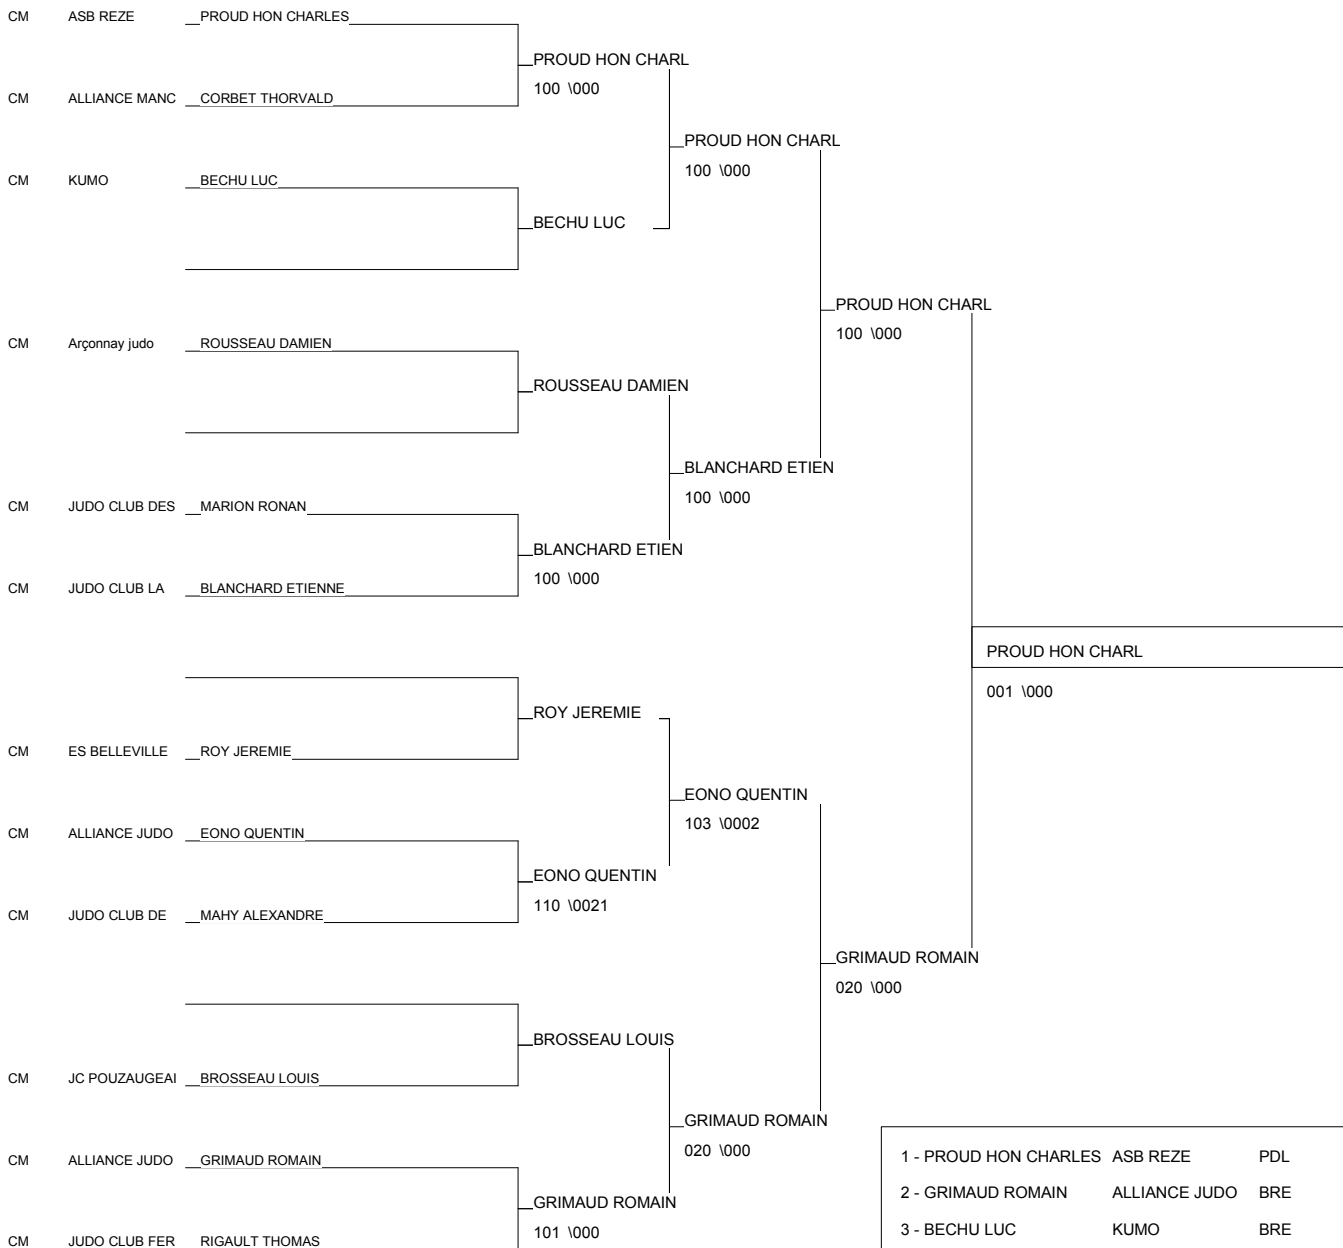 CM ASB REZE PROUD HON CHARLES
PROUD HON CHARL
100 \000
CM ALLIANCE MANC CORBET THORVALD
PROUD HON CHARL
100 \000
CM KUMO BECHU LUC
BECHU LUC
PROUD HON CHARL
100 \000
CM Arçonnay judo ROUSSEAU DAMIEN
ROUSSEAU DAMIEN
BLANCHARD ETIEN
100 \000
CM JUDO CLUB DES MARION RONAN
BLANCHARD ETIEN
100 \000
CM JUDO CLUB LA BLANCHARD ETIENNE
PROUD HON CHARL
001 \000
ROY JEREMIE
CM ES BELLEVILLE ROY JEREMIE
EONO QUENTIN
103 \0002
CM ALLIANCE JUDO EONO QUENTIN
EONO QUENTIN
110 \0021
CM JUDO CLUB DE MAHY ALEXANDRE
GRIMAUD ROMAIN
020 \000
BROSSEAU LOUIS
CM JC POUZAUGEAI BROSSEAU LOUIS
GRIMAUD ROMAIN
020 \000
CM ALLIANCE JUDO GRIMAUD ROMAIN
GRIMAUD ROMAIN
101 \000
CM JUDO CLUB FER RIGAULT THOMAS
1 - PROUD HON CHARLES ASB REZE PDL
2 - GRIMAUD ROMAIN ALLIANCE JUDO BRE
3 - BECHU LUC KUMO BRE